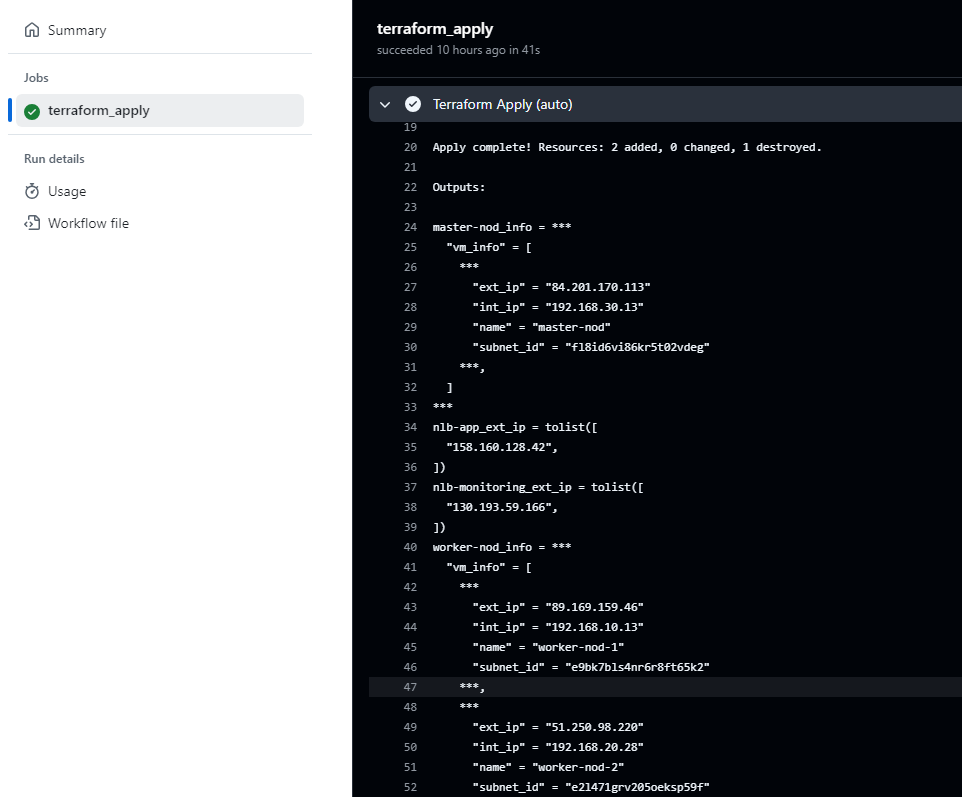 Summary
Jobs
terraform_apply
Run details
Usage
Workflow file
terraform_apply
succeeded 10 hours ago in 41s
Terraform Apply (auto)
19
20 Apply complete! Resources: 2 added, 0 changed, 1 destroyed.
21
22 Outputs:
23
24 master-nod_info = ***
25   "vm_info" = [
26     ***
27       "ext_ip" = "84.201.170.113"
28       "int_ip" = "192.168.30.13"
29       "name" = "master-nod"
30       "subnet_id" = "fl8id6vi86kr5t02vdeg"
31     ***,
32   ]
33 ***
34 nlb-app_ext_ip = tolist([
35   "158.160.128.42",
36 ])
37 nlb-monitoring_ext_ip = tolist([
38   "130.193.59.166",
39 ])
40 worker-nod_info = ***
41   "vm_info" = [
42     ***
43       "ext_ip" = "89.169.159.46"
44       "int_ip" = "192.168.10.13"
45       "name" = "worker-nod-1"
46       "subnet_id" = "e9bk7bls4nr6r8ft65k2"
47     ***,
48     ***
49       "ext_ip" = "51.250.98.220"
50       "int_ip" = "192.168.20.28"
51       "name" = "worker-nod-2"
52       "subnet_id" = "e2l471grv205oeksp59f"